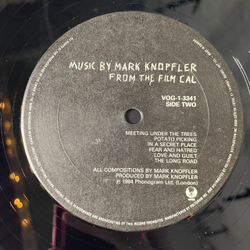 MUSIC BY MARK KNOPFLER
FROM THE FILM CAL
VOG-1-3341
SIDE TWO
MEETING UNDER THE TREES
POTATO PICKING
IN A SECRET PLACE
FEAR AND HATRED
LOVE AND GUILT
THE LONG ROAD
ALL COMPOSITIONS BY MARK KNOPFLER
PRODUCED BY MARK KNOPFLER
℗ 1984 Phonogram Ltd. (London)